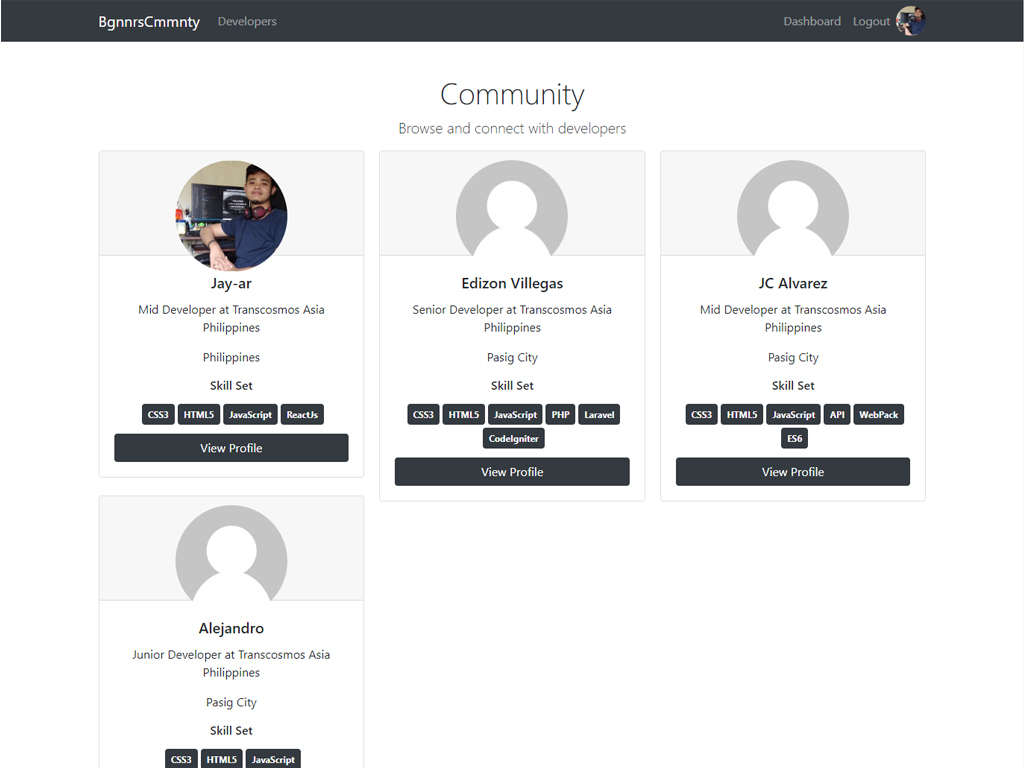 BgnnrsCmmnty Developers Dashboard Logout
Community
Browse and connect with developers
Jay-ar
Mid Developer at Transcosmos Asia
Philippines
Philippines
Skill Set
CSS3 HTML5 JavaScript ReactJs
View Profile
Edizon Villegas
Senior Developer at Transcosmos Asia
Philippines
Pasig City
Skill Set
CSS3 HTML5 JavaScript PHP Laravel
CodeIgniter
View Profile
JC Alvarez
Mid Developer at Transcosmos Asia
Philippines
Pasig City
Skill Set
CSS3 HTML5 JavaScript API WebPack
ES6
View Profile
Alejandro
Junior Developer at Transcosmos Asia
Philippines
Pasig City
Skill Set
CSS3 HTML5 JavaScript